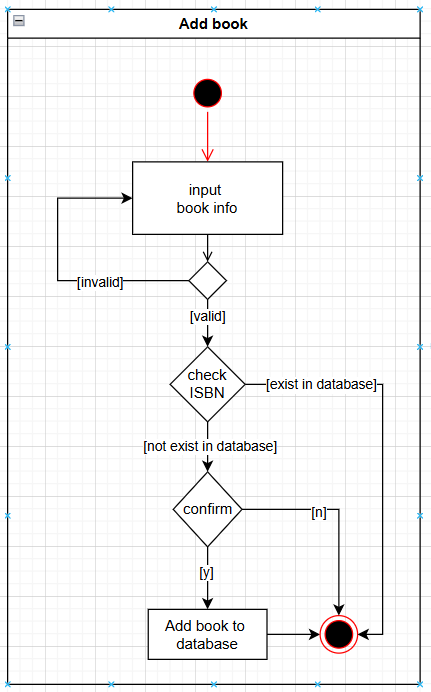 Add book
input
book info
[invalid]
[valid]
check
ISBN
[exist in database]
[not exist in database]
confirm
[n]
[y]
Add book to
database